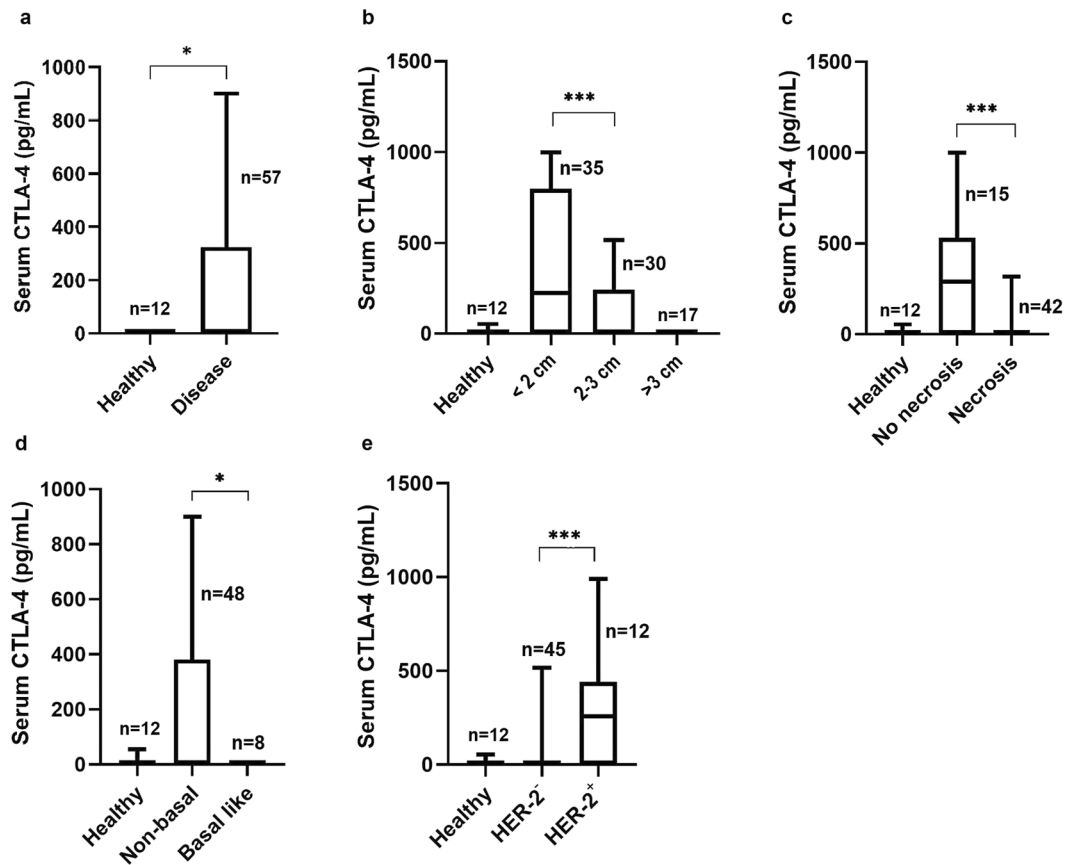 a
Serum CTLA-4 (pg/mL)
1000
800
600
400
200
0
*
n=12
n=57
Healthy
Disease
b
Serum CTLA-4 (pg/mL)
1500
1000
500
0
***
n=12
n=35
n=30
n=17
Healthy
< 2 cm
2-3 cm
>3 cm
c
Serum CTLA-4 (pg/mL)
1500
1000
500
0
***
n=12
n=15
n=42
Healthy
No necrosis
Necrosis
d
Serum CTLA-4 (pg/mL)
1000
800
600
400
200
0
*
n=12
n=48
n=8
Healthy
Non-basal
Basal like
e
Serum CTLA-4 (pg/mL)
1500
1000
500
0
***
n=12
n=45
n=12
Healthy
HER-2⁻
HER-2⁺